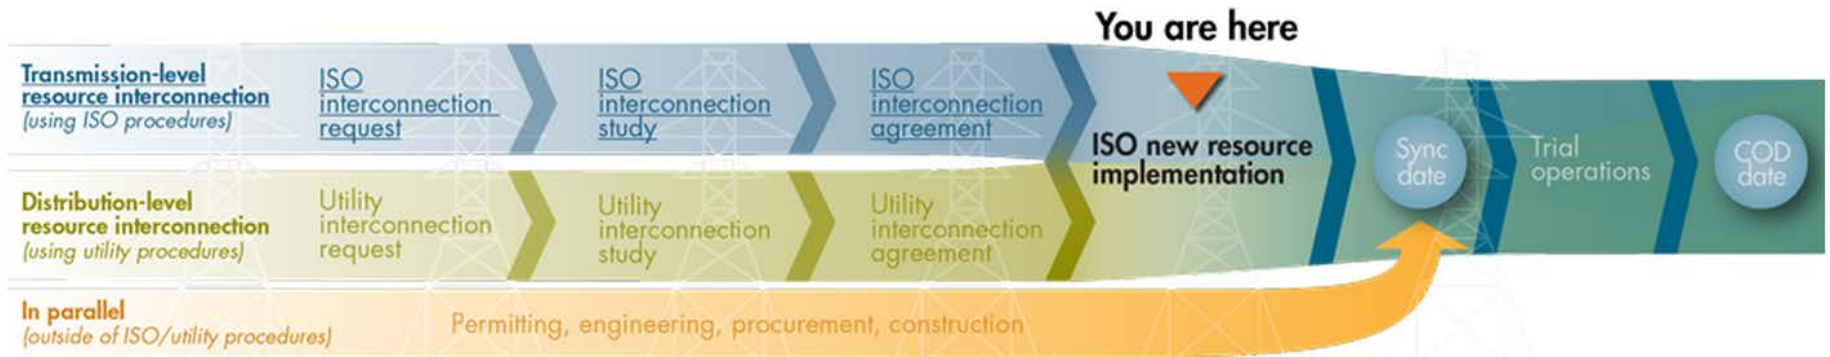 You are here
Transmission-level
resource interconnection
(using ISO procedures)
ISO
interconnection
request
ISO
interconnection
study
ISO
interconnection
agreement
ISO new resource
implementation
Sync
date
Trial
operations
COD
date
Distribution-level
resource interconnection
(using utility procedures)
Utility
interconnection
request
Utility
interconnection
study
Utility
interconnection
agreement
In parallel
(outside of ISO/utility procedures)
Permitting, engineering, procurement, construction